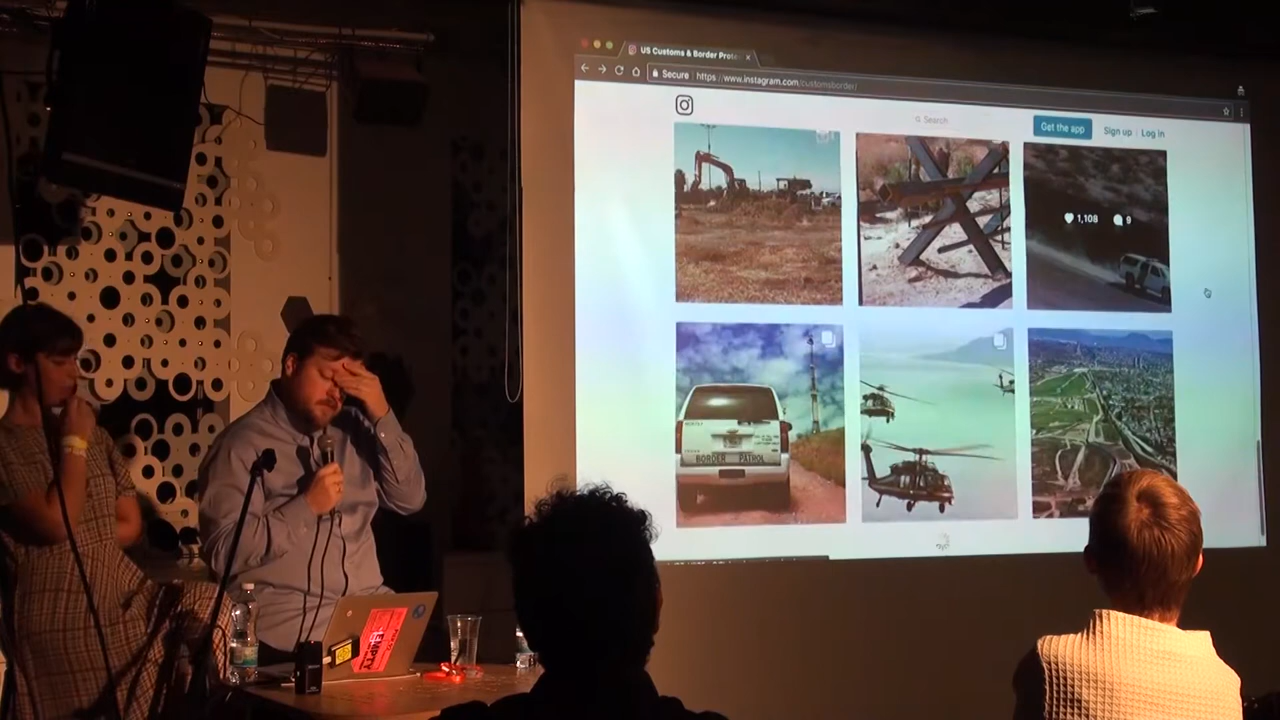 US Customs & Border Prote
Secure
https://www.instagram.com/customsborder/
Search
Get the app
Sign up | Log in
1,108
9
BORDER PATROL
EMPTY